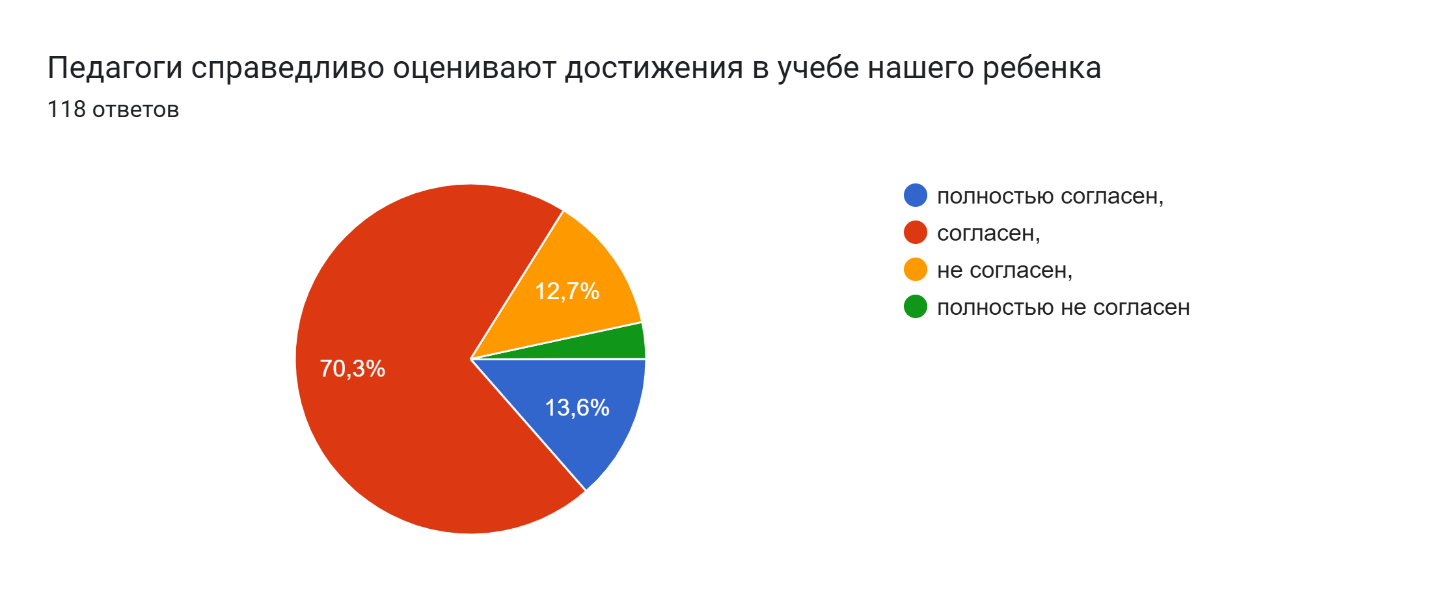 Педагоги справедливо оценивают достижения в учебе нашего ребенка
118 ответов
полностью согласен,
согласен,
не согласен,
полностью не согласен
12,7%
70,3%
13,6%